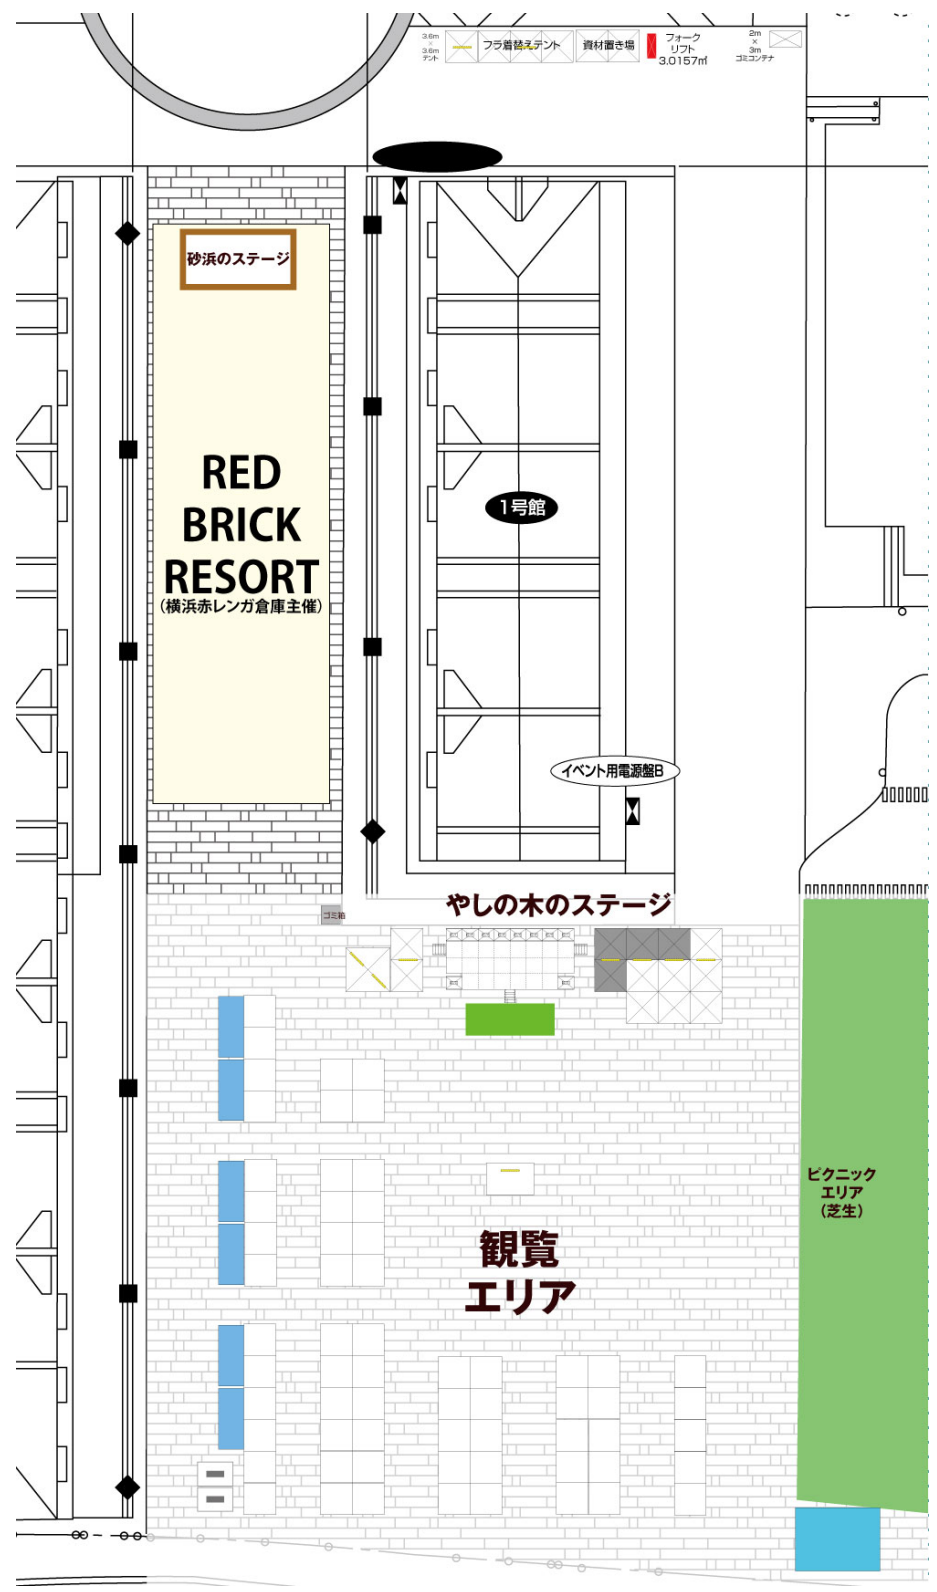 3.6m
×
3.6m
テント
フラ着替えテント
資材置き場
フォーク
リフト
3.0157㎡
2m
×
3m
ゴミコンテナ
砂浜のステージ
RED
BRICK
RESORT
(横浜赤レンガ倉庫主催)
1号館
イベント用電源盤B
やしの木のステージ
ゴミ箱
ピクニック
エリア
(芝生)
観覧
エリア